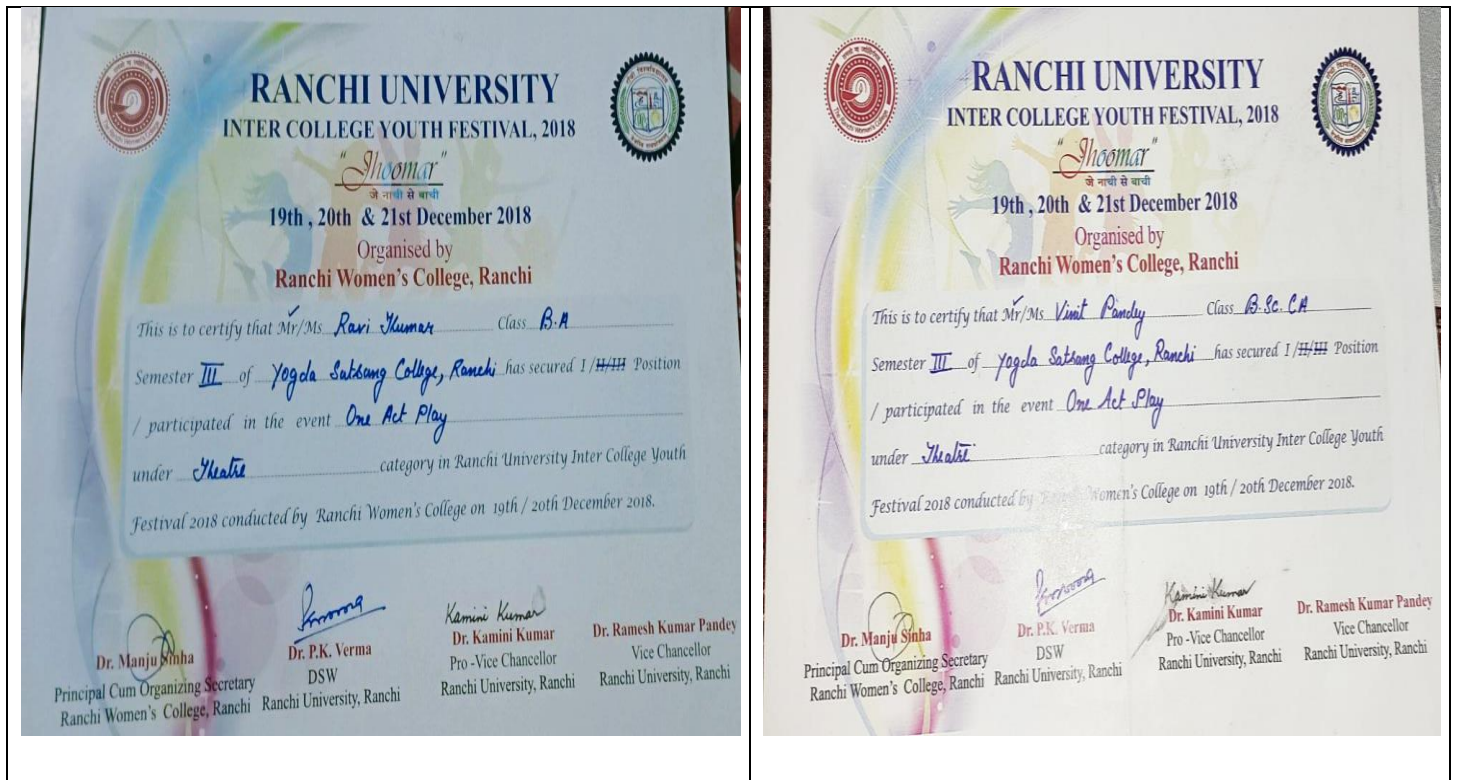 RANCHI UNIVERSITY
INTER COLLEGE YOUTH FESTIVAL, 2018
"Jhoomar"
जे नाची से बाची
19th , 20th & 21st December 2018
Organised by
Ranchi Women's College, Ranchi
This is to certify that Mr/Ms Ravi Kumar Class B.A
Semester III of Yogda Satsang College, Ranchi has secured I /II/III Position
/ participated in the event One Act Play
under Theatre category in Ranchi University Inter College Youth
Festival 2018 conducted by Ranchi Women's College on 19th / 20th December 2018.
Kamini Kumar
Dr. Manju Sinha
Principal Cum Organizing Secretary
Ranchi Women's College, Ranchi
Dr. P.K. Verma
DSW
Ranchi University, Ranchi
Dr. Kamini Kumar
Pro -Vice Chancellor
Ranchi University, Ranchi
Dr. Ramesh Kumar Pandey
Vice Chancellor
Ranchi University, Ranchi
RANCHI UNIVERSITY
INTER COLLEGE YOUTH FESTIVAL, 2018
"Jhoomar"
जे नाची से बाची
19th , 20th & 21st December 2018
Organised by
Ranchi Women's College, Ranchi
This is to certify that Mr/Ms Vinit Pandey Class B.Sc. CA
Semester III of Yogda Satsang College, Ranchi has secured I /II/III Position
/ participated in the event One Act Play
under Theatre category in Ranchi University Inter College Youth
Festival 2018 conducted by Ranchi Women's College on 19th / 20th December 2018.
Kamini Kumar
Dr. Manju Sinha
Principal Cum Organizing Secretary
Ranchi Women's College, Ranchi
Dr. P.K. Verma
DSW
Ranchi University, Ranchi
Dr. Kamini Kumar
Pro -Vice Chancellor
Ranchi University, Ranchi
Dr. Ramesh Kumar Pandey
Vice Chancellor
Ranchi University, Ranchi